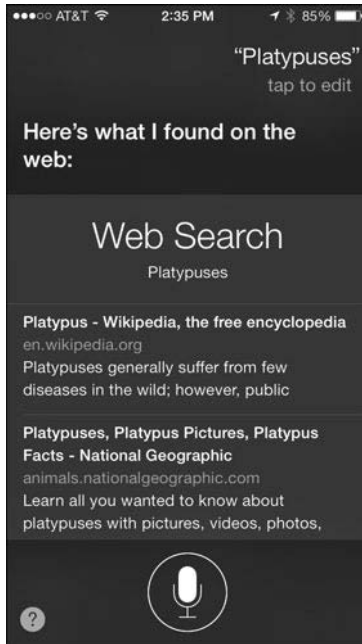 AT&T 2:35 PM 85%
“Platypuses”
tap to edit
Here’s what I found on the
web:
Web Search
Platypuses
Platypus - Wikipedia, the free encyclopedia
en.wikipedia.org
Platypuses generally suffer from few
diseases in the wild; however, public
Platypuses, Platypus Pictures, Platypus
Facts - National Geographic
animals.nationalgeographic.com
Learn all you wanted to know about
platypuses with pictures, videos, photos,
?